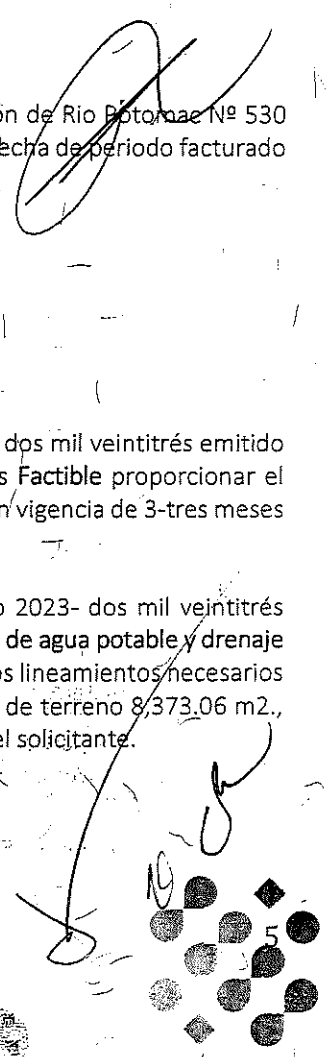 ón de Rio Potomac Nº 530
echa de periodo facturado
dos mil veintitrés emitido
s Factible proporcionar el
n vigencia de 3-tres meses
o 2023- dos mil veintitrés
de agua potable y drenaje
os lineamientos necesarios
de terreno 8,373.06 m2.,
el solicitante.
5